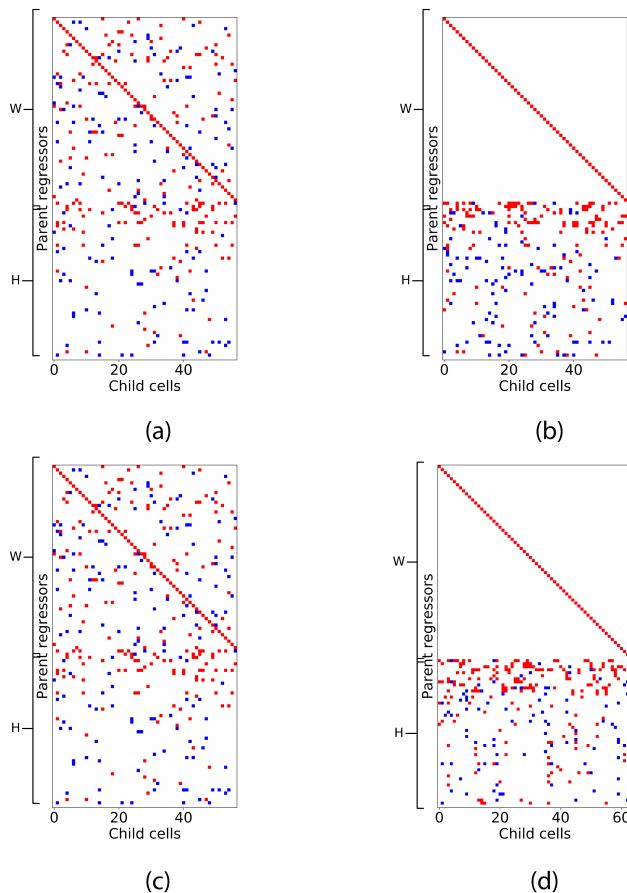 W
Parent regressors
H
0 20 40
Child cells
(a)
W
Parent regressors
H
0 20 40
Child cells
(b)
W
Parent regressors
H
0 20 40
Child cells
(c)
W
Parent regressors
H
0 20 40 60
Child cells
(d)